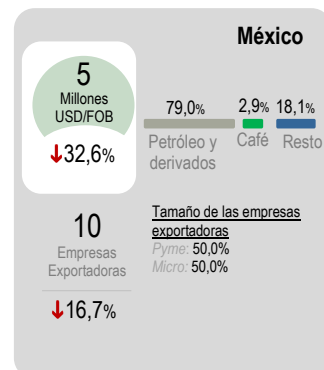 México
5
Millones
USD/FOB
↓32,6%
79,0% 2,9% 18,1%
Petróleo y
derivados
Café
Resto
10
Empresas
Exportadoras
↓16,7%
Tamaño de las empresas
exportadoras
Pyme: 50,0%
Micro: 50,0%